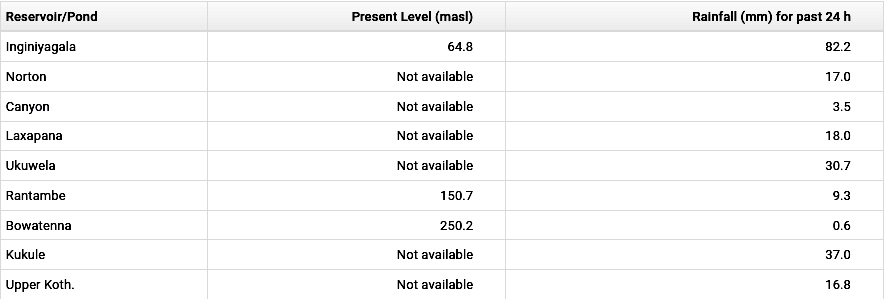 Reservoir/Pond Present Level (masl) Rainfall (mm) for past 24 h
Inginiyagala 64.8 82.2
Norton Not available 17.0
Canyon Not available 3.5
Laxapana Not available 18.0
Ukuwela Not available 30.7
Rantambe 150.7 9.3
Bowatenna 250.2 0.6
Kukule Not available 37.0
Upper Koth. Not available 16.8